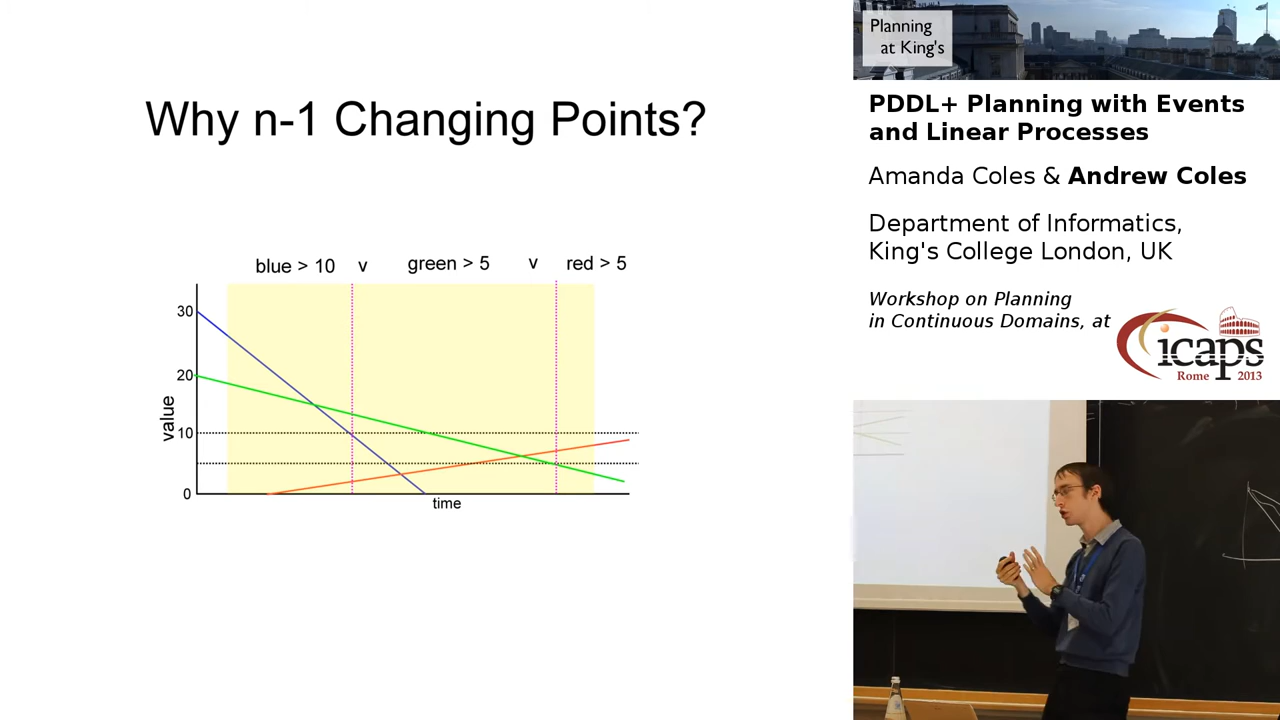 Why n-1 Changing Points?
blue > 10 v green > 5 v red > 5
30
20
10
0
value
time
Planning
at King's
PDDL+ Planning with Events
and Linear Processes
Amanda Coles & Andrew Coles
Department of Informatics,
King's College London, UK
Workshop on Planning
in Continuous Domains, at
icaps
Rome 2013